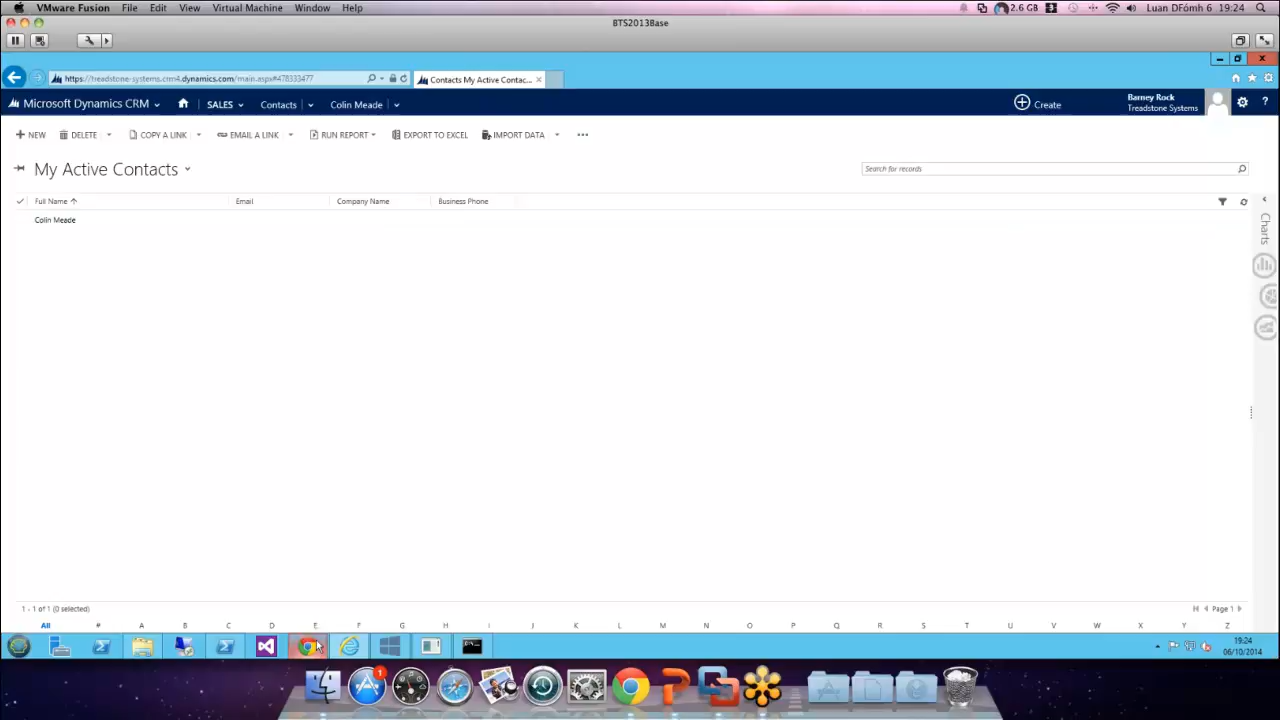 VMware Fusion File Edit View Virtual Machine Window Help 2.6 GB 3 Luan DFómh 6 19:24
BTS2013Base
https://treadstone-systems.crm4.dynamics.com/main.aspx#478333477 Contacts My Active Contac...
Microsoft Dynamics CRM SALES Contacts Colin Meade Create Barney Rock ?
Treadstone Systems
NEW DELETE COPY A LINK EMAIL A LINK RUN REPORT EXPORT TO EXCEL IMPORT DATA ...
My Active Contacts Search for records
Full Name Email Company Name Business Phone
Colin Meade
Charts
1 - 1 of 1 (0 selected) Page 1
All # A B C D E F G H I J K L M N O P Q R S T U V W X Y Z
19:24
06/10/2014
1